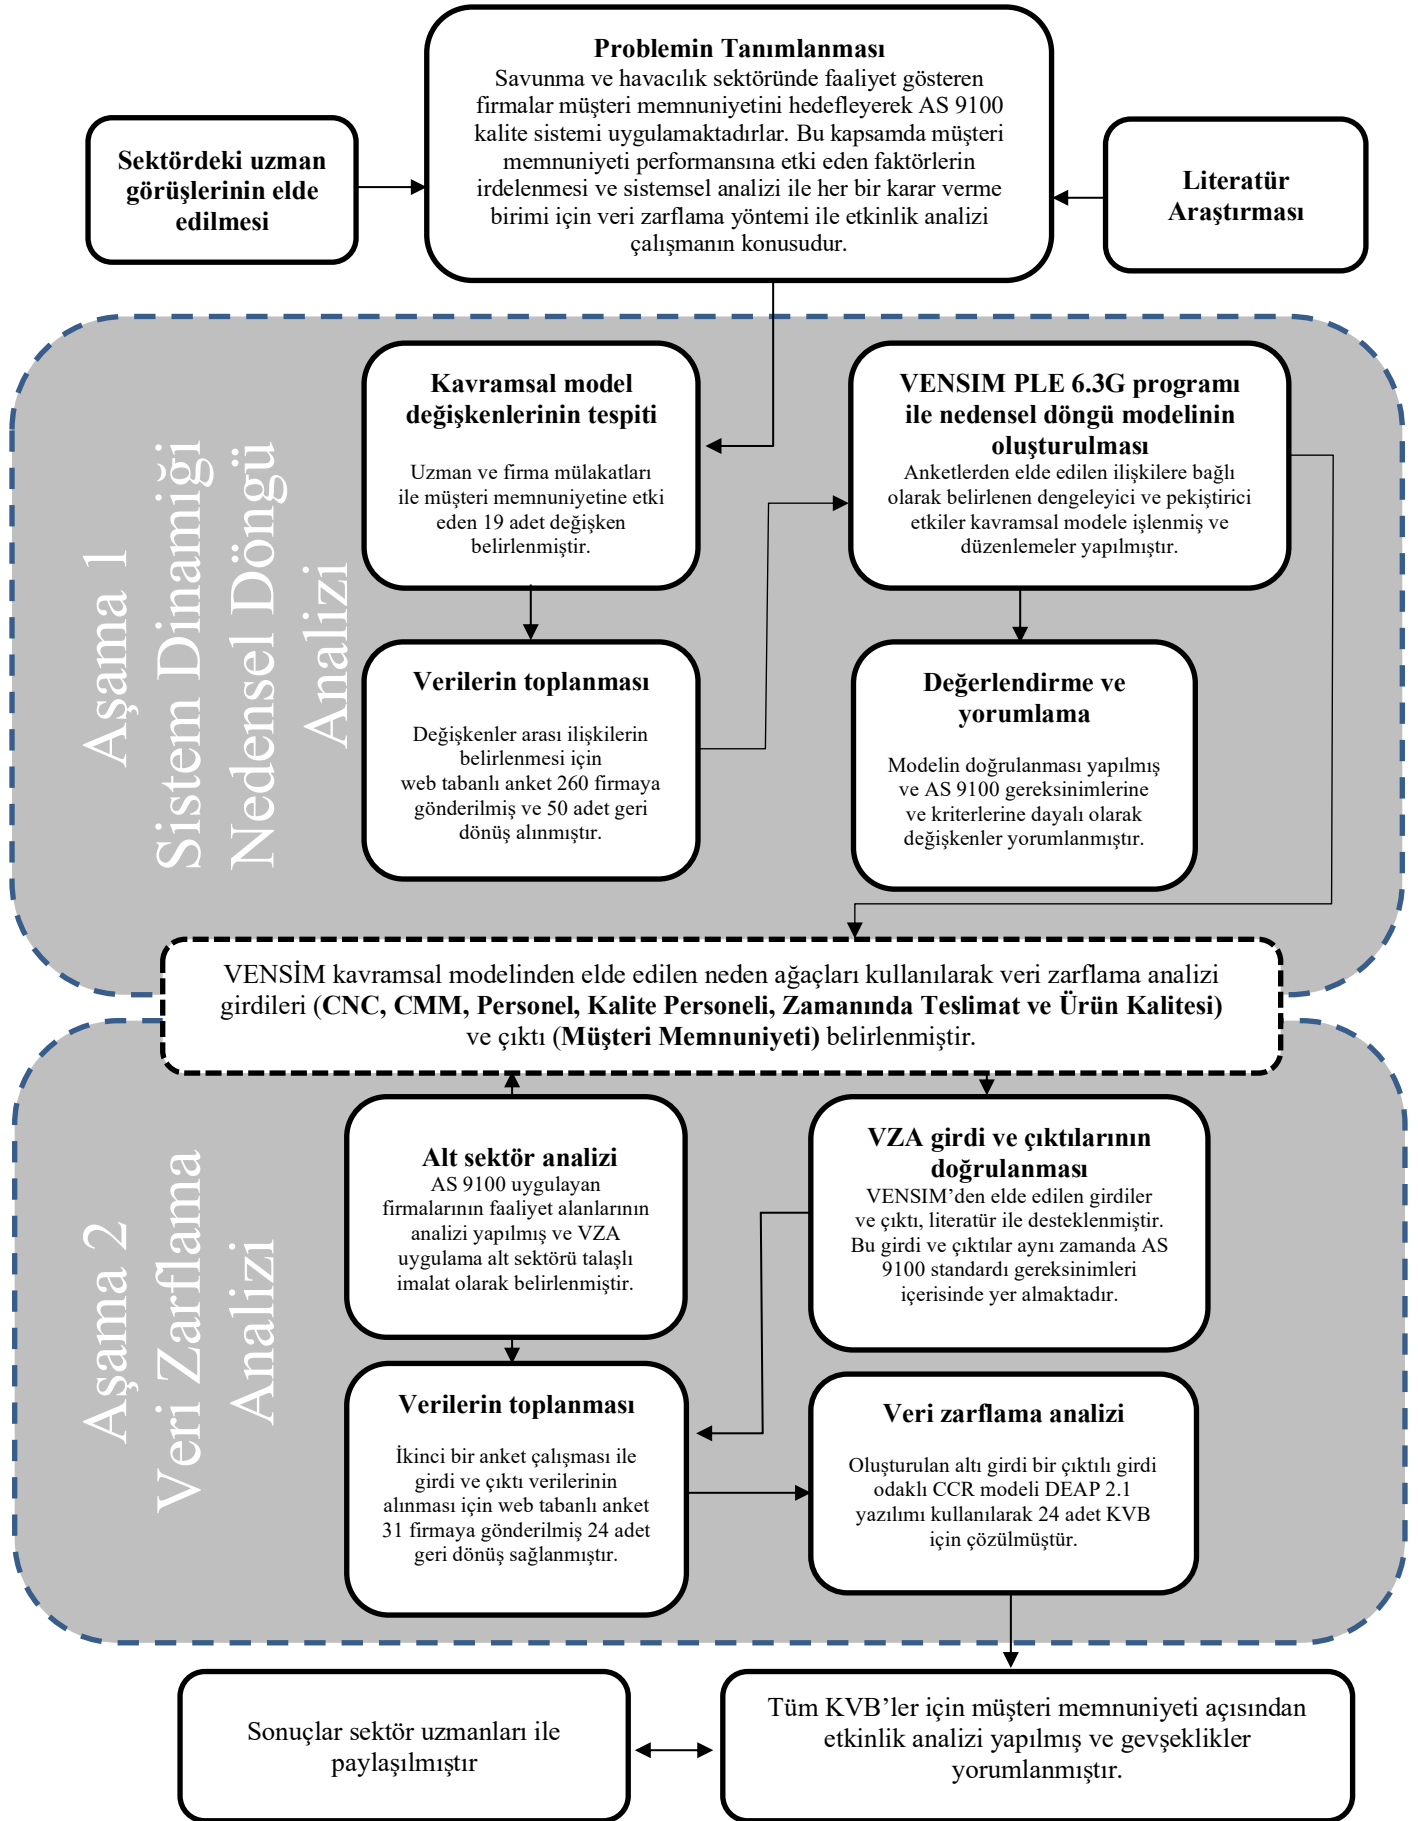 Problemin Tanımlanması
Savunma ve havacılık sektöründe faaliyet gösteren
firmalar müşteri memnuniyetini hedefleyerek AS 9100
kalite sistemi uygulamaktadırlar. Bu kapsamda müşteri
memnuniyeti performansına etki eden faktörlerin
irdelenmesi ve sistemsel analizi ile her bir karar verme
birimi için veri zarflama yöntemi ile etkinlik analizi
çalışmanın konusudur.
Sektördeki uzman
görüşlerinin elde
edilmesi
Literatür
Araştırması
Aşama 1
Sistem Dinamiği
Nedensel Döngü
Analizi
Kavramsal model
değişkenlerinin tespiti
Uzman ve firma mülakatları
ile müşteri memnuniyetine etki
eden 19 adet değişken
belirlenmiştir.
VENSIM PLE 6.3G programı
ile nedensel döngü modelinin
oluşturulması
Anketlerden elde edilen ilişkilere bağlı
olarak belirlenen dengeleyici ve pekiştirici
etkiler kavramsal modele işlenmiş ve
düzenlemeler yapılmıştır.
Verilerin toplanması
Değişkenler arası ilişkilerin
belirlenmesi için
web tabanlı anket 260 firmaya
gönderilmiş ve 50 adet geri
dönüş alınmıştır.
Değerlendirme ve
yorumlama
Modelin doğrulanması yapılmış
ve AS 9100 gereksinimlerine
ve kriterlerine dayalı olarak
değişkenler yorumlanmıştır.
VENSİM kavramsal modelinden elde edilen neden ağaçları kullanılarak veri zarflama analizi
girdileri (CNC, CMM, Personel, Kalite Personeli, Zamanında Teslimat ve Ürün Kalitesi)
ve çıktı (Müşteri Memnuniyeti) belirlenmiştir.
Aşama 2
Veri Zarflama
Analizi
Alt sektör analizi
AS 9100 uygulayan
firmalarının faaliyet alanlarının
analizi yapılmış ve VZA
uygulama alt sektörü talaşlı
imalat olarak belirlenmiştir.
VZA girdi ve çıktılarının
doğrulanması
VENSIM’den elde edilen girdiler
ve çıktı, literatür ile desteklenmiştir.
Bu girdi ve çıktılar aynı zamanda AS
9100 standardı gereksinimleri
içerisinde yer almaktadır.
Verilerin toplanması
İkinci bir anket çalışması ile
girdi ve çıktı verilerinin
alınması için web tabanlı anket
31 firmaya gönderilmiş 24 adet
geri dönüş sağlanmıştır.
Veri zarflama analizi
Oluşturulan altı girdi bir çıktılı girdi
odaklı CCR modeli DEAP 2.1
yazılımı kullanılarak 24 adet KVB
için çözülmüştür.
Sonuçlar sektör uzmanları ile
paylaşılmıştır
Tüm KVB’ler için müşteri memnuniyeti açısından
etkinlik analizi yapılmış ve gevşeklikler
yorumlanmıştır.